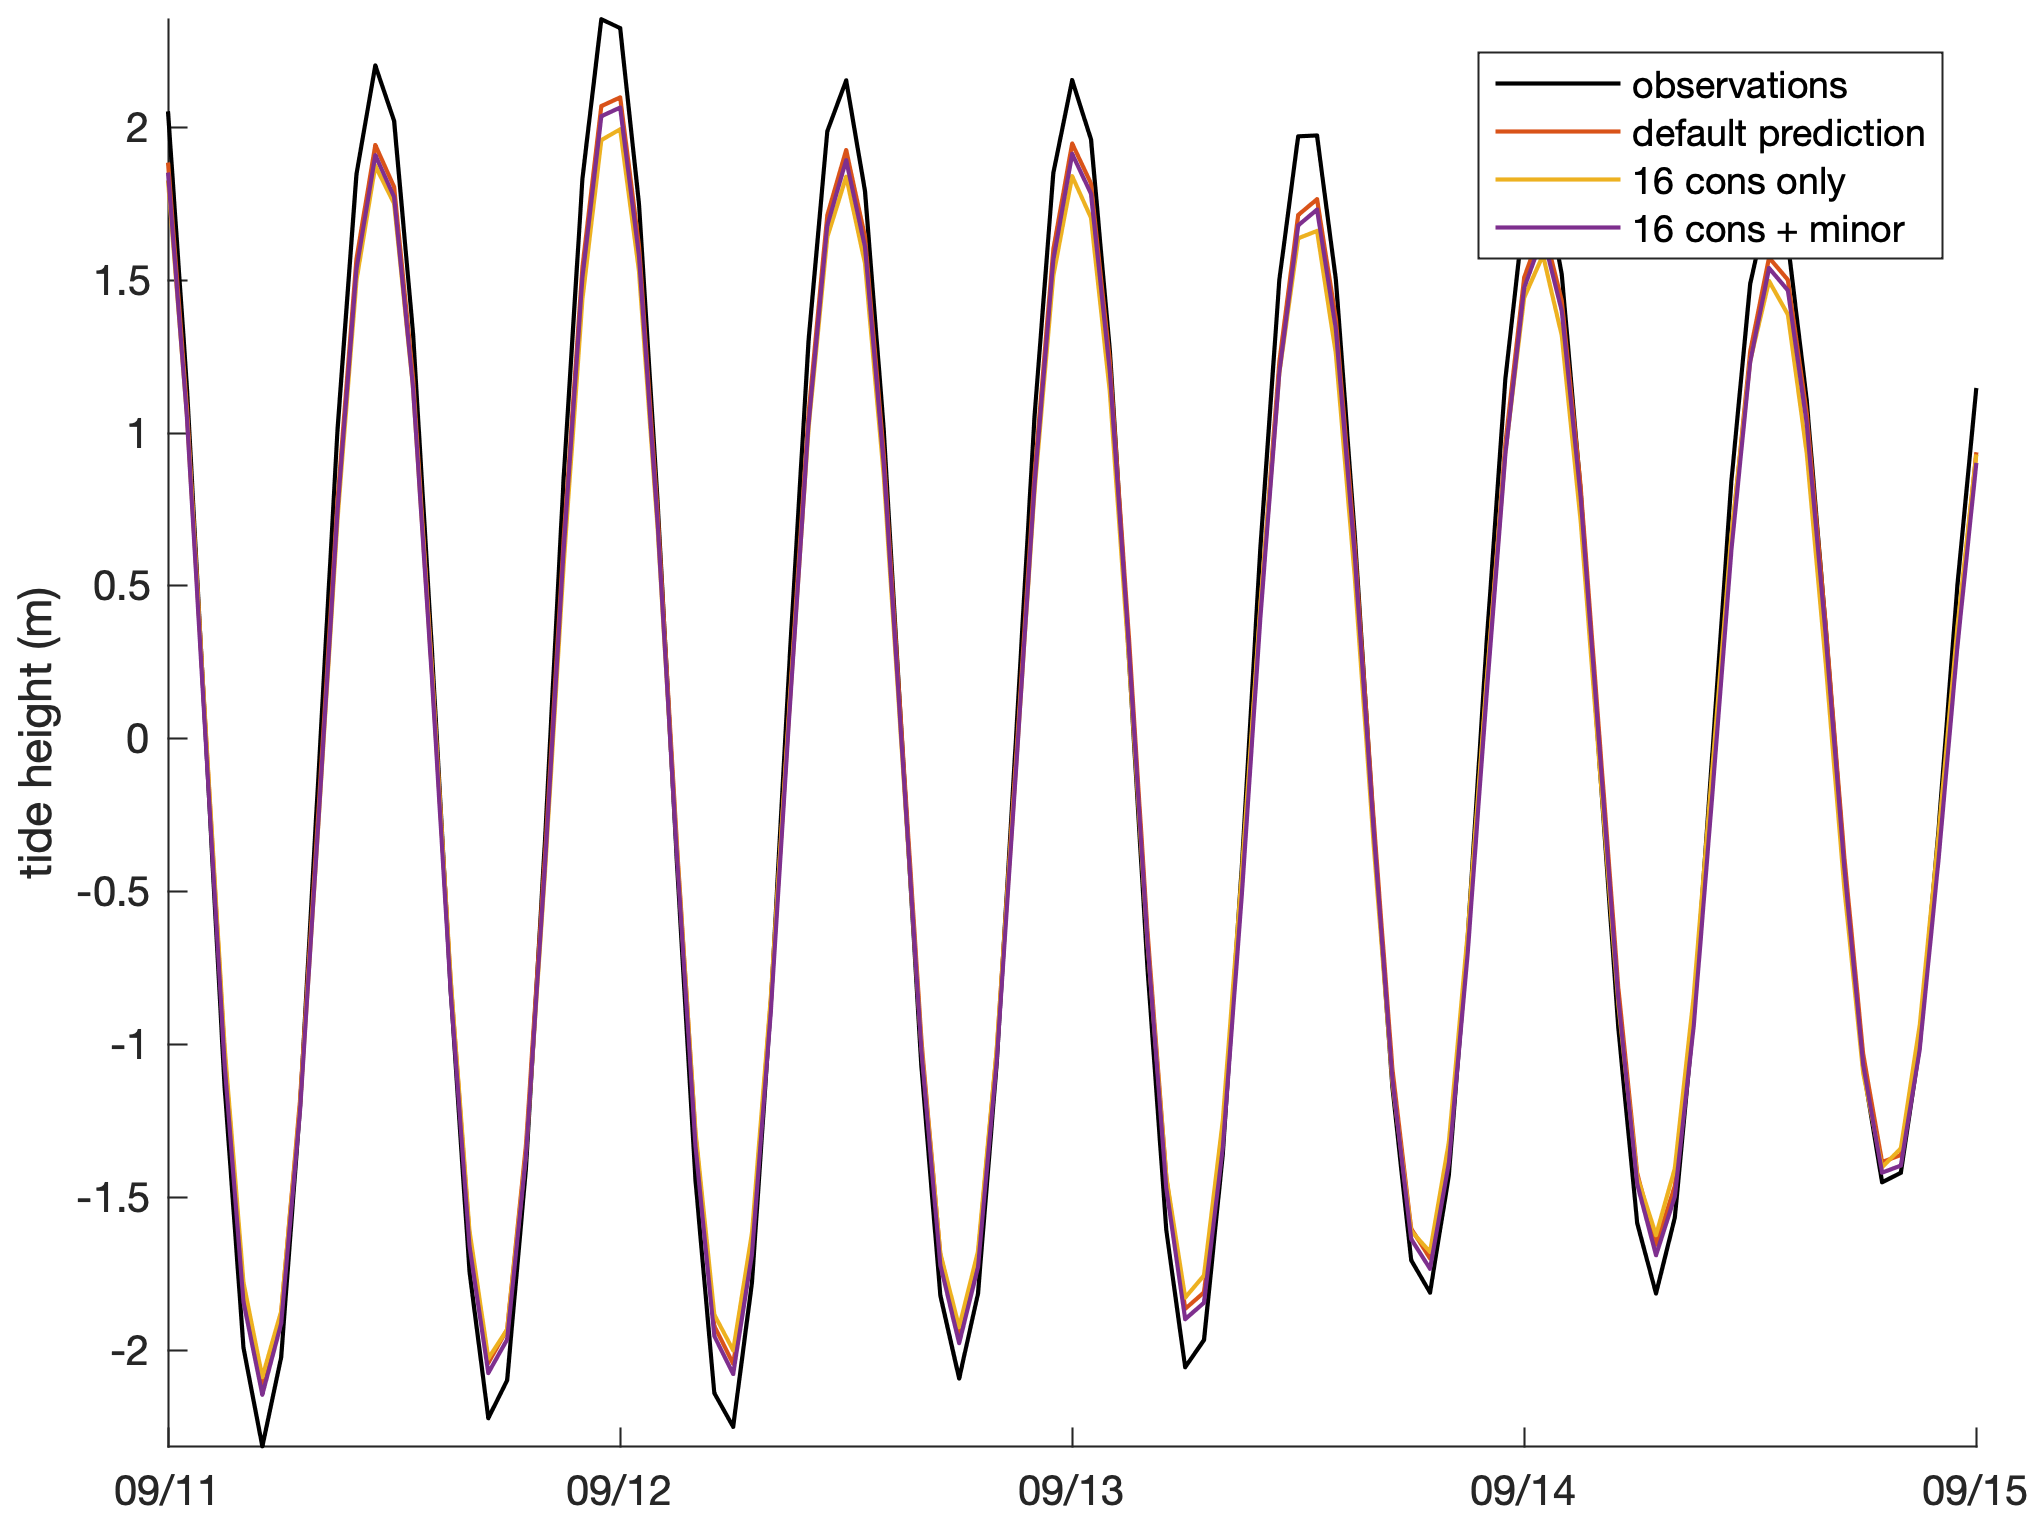 observations
default prediction
16 cons only
16 cons + minor
tide height (m)
2
1.5
1
0.5
0
-0.5
-1
-1.5
-2
09/11 09/12 09/13 09/14 09/15